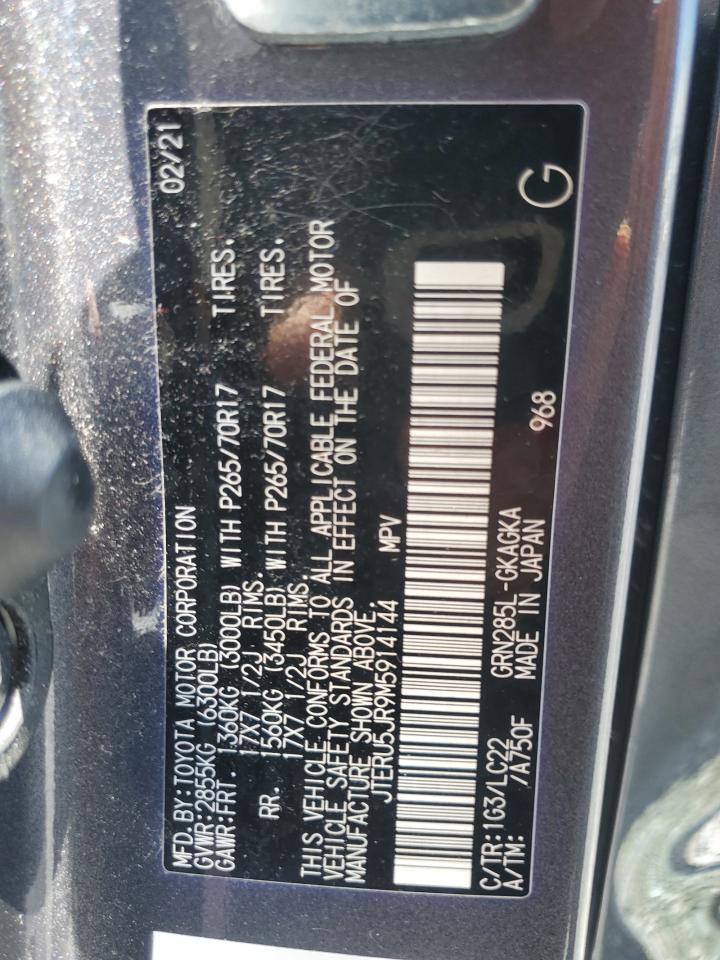 MFD.BY:TOYOTA MOTOR CORPORATION 02/21
GVWR:2855KG (6300LB)
GAWR:FRT. 1360KG (3000LB) WITH P265/70R17 TIRES.
17X7 1/2J RIMS.
RR. 1560KG (3450LB) WITH P265/70R17 TIRES.
17X7 1/2J RIMS.
THIS VEHICLE CONFORMS TO ALL APPLICABLE FEDERAL MOTOR
VEHICLE SAFETY STANDARDS IN EFFECT ON THE DATE OF
MANUFACTURE SHOWN ABOVE.
JTERU5JR9M5914144 MPV
C/TR:1G3/LC22 GRN285L-GKAGKA
A/TM: /A750F MADE IN JAPAN 968 G